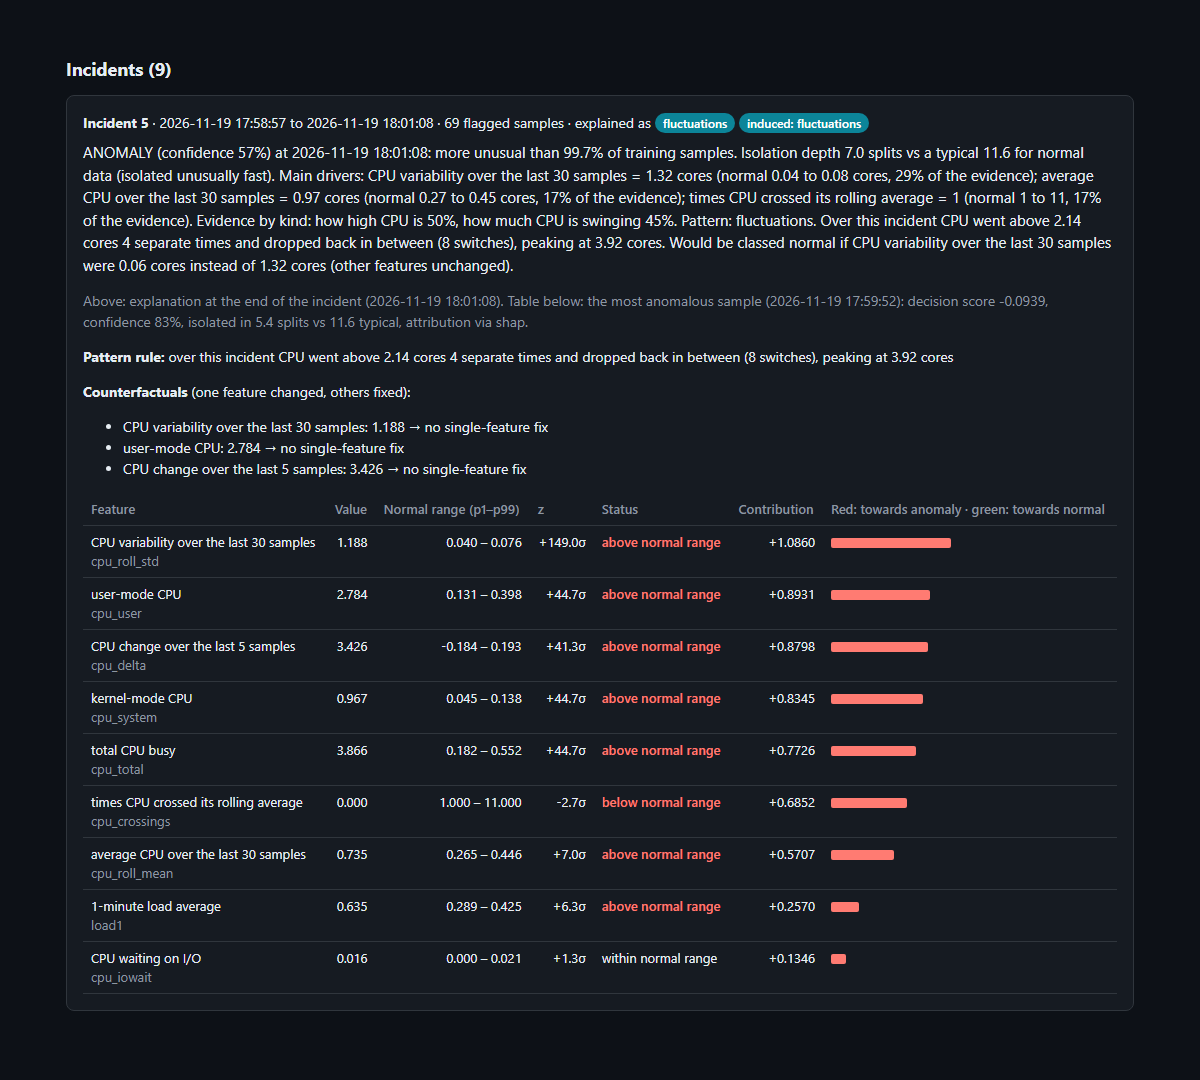 Incidents (9)
Incident 5 · 2026-11-19 17:58:57 to 2026-11-19 18:01:08 · 69 flagged samples · explained as fluctuations induced: fluctuations
ANOMALY (confidence 57%) at 2026-11-19 18:01:08: more unusual than 99.7% of training samples. Isolation depth 7.0 splits vs a typical 11.6 for normal
data (isolated unusually fast). Main drivers: CPU variability over the last 30 samples = 1.32 cores (normal 0.04 to 0.08 cores, 29% of the evidence); average
CPU over the last 30 samples = 0.97 cores (normal 0.27 to 0.45 cores, 17% of the evidence); times CPU crossed its rolling average = 1 (normal 1 to 11, 17%
of the evidence). Evidence by kind: how high CPU is 50%, how much CPU is swinging 45%. Pattern: fluctuations. Over this incident CPU went above 2.14
cores 4 separate times and dropped back in between (8 switches), peaking at 3.92 cores. Would be classed normal if CPU variability over the last 30 samples
were 0.06 cores instead of 1.32 cores (other features unchanged).
Above: explanation at the end of the incident (2026-11-19 18:01:08). Table below: the most anomalous sample (2026-11-19 17:59:52): decision score -0.0939,
confidence 83%, isolated in 5.4 splits vs 11.6 typical, attribution via shap.
Pattern rule: over this incident CPU went above 2.14 cores 4 separate times and dropped back in between (8 switches), peaking at 3.92 cores
Counterfactuals (one feature changed, others fixed):
• CPU variability over the last 30 samples: 1.188 → no single-feature fix
• user-mode CPU: 2.784 → no single-feature fix
• CPU change over the last 5 samples: 3.426 → no single-feature fix
Feature Value Normal range (p1–p99) z Status Contribution Red: towards anomaly · green: towards normal
CPU variability over the last 30 samples 1.188 0.040 – 0.076 +149.0σ above normal range +1.0860
cpu_roll_std
user-mode CPU 2.784 0.131 – 0.398 +44.7σ above normal range +0.8931
cpu_user
CPU change over the last 5 samples 3.426 -0.184 – 0.193 +41.3σ above normal range +0.8798
cpu_delta
kernel-mode CPU 0.967 0.045 – 0.138 +44.7σ above normal range +0.8345
cpu_system
total CPU busy 3.866 0.182 – 0.552 +44.7σ above normal range +0.7726
cpu_total
times CPU crossed its rolling average 0.000 1.000 – 11.000 -2.7σ below normal range +0.6852
cpu_crossings
average CPU over the last 30 samples 0.735 0.265 – 0.446 +7.0σ above normal range +0.5707
cpu_roll_mean
1-minute load average 0.635 0.289 – 0.425 +6.3σ above normal range +0.2570
load1
CPU waiting on I/O 0.016 0.000 – 0.021 +1.3σ within normal range +0.1346
cpu_iowait